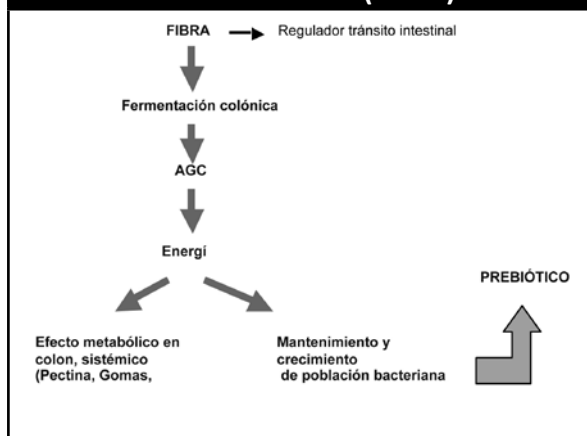 FIBRA
Regulador tránsito intestinal
Fermentación colónica
AGC
Energí
PREBIÓTICO
Efecto metabólico en
colon, sistémico
(Pectina, Gomas,
Mantenimiento y
crecimiento
de población bacteriana